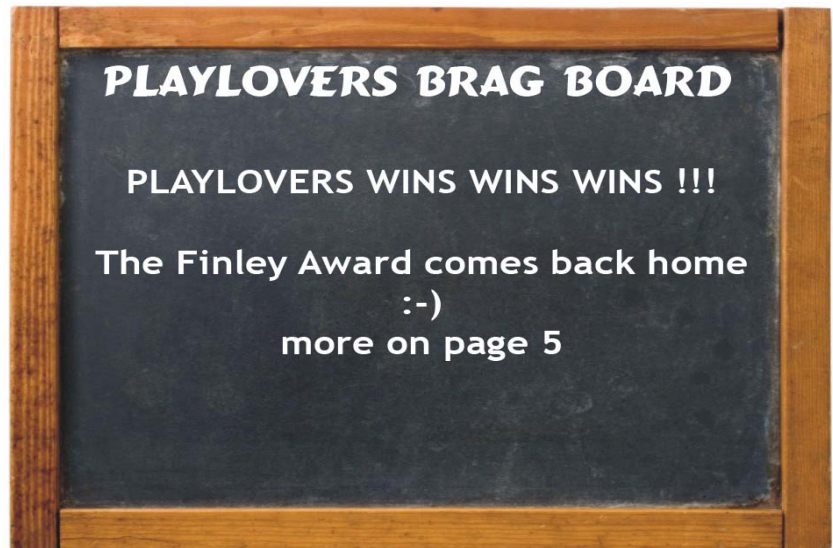 PLAYLOVERS BRAG BOARD
PLAYLOVERS WINS WINS WINS !!!
The Finley Award comes back home
:-)
more on page 5